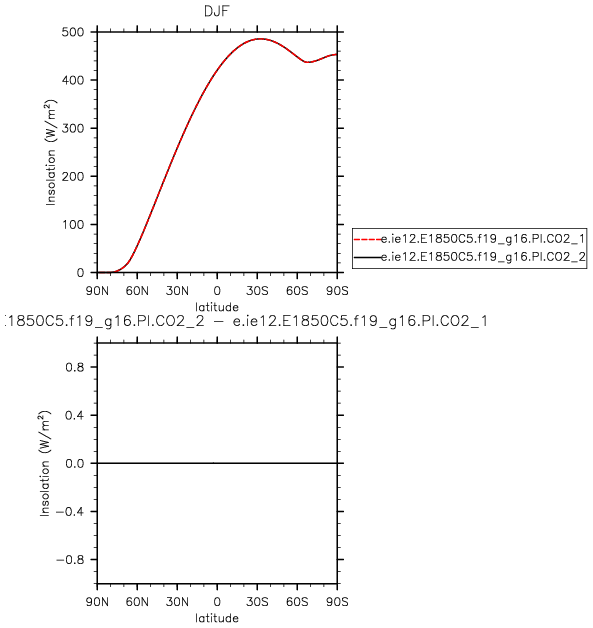 DJF
500
400
300
200
100
0
Insolation (W/m²)
90N 60N 30N 0 30S 60S 90S
latitude
e.ie12.E1850C5.f19_g16.PI.CO2_1
e.ie12.E1850C5.f19_g16.PI.CO2_2
:1850C5.f19_g16.PI.CO2_2 – e.ie12.E1850C5.f19_g16.PI.CO2_1
0.8
0.4
0.0
−0.4
−0.8
Insolation (W/m²)
90N 60N 30N 0 30S 60S 90S
latitude